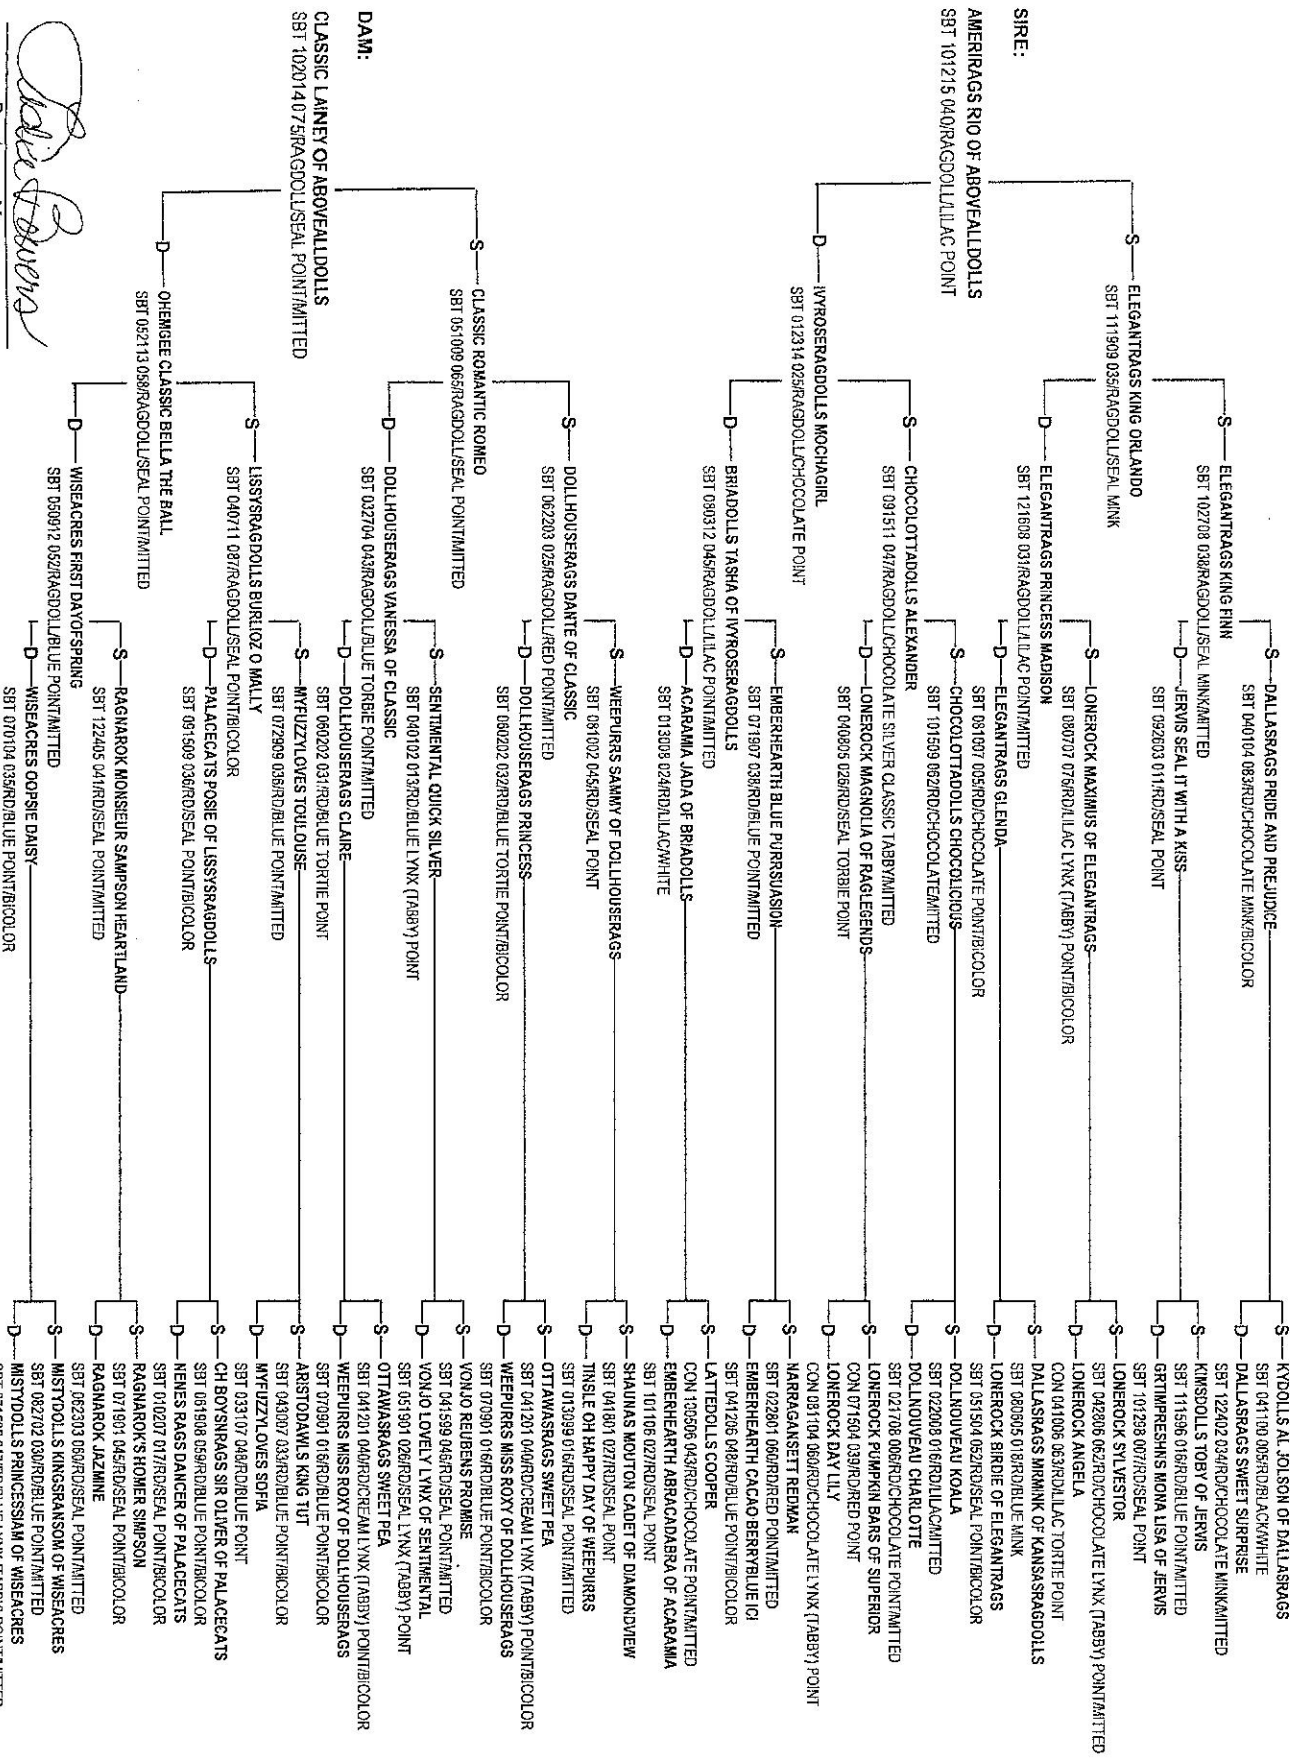 SIRE:
AMERIRAGS RIO OF ABOVEALLDOLLS
SBT 101215 040/RAGDOLL/LILAC POINT
DAM:
CLASSIC LAINEY OF ABOVEALLDOLLS
SBT 102014 075/RAGDOLL/SEAL POINT/MITTED
S ELEGANTRAGS KING ORLANDO
SBT 111909 035/RAGDOLL/SEAL MINK
D IVYROSERAGDOLLS MOCHAGIRL
SBT 012314 025/RAGDOLL/CHOCOLATE POINT
S CLASSIC ROMANTIC ROMEO
SBT 051009 065/RAGDOLL/SEAL POINT/MITTED
D OHEMGEE CLASSIC BELLA THE BALL
SBT 052113 058/RAGDOLL/SEAL POINT/MITTED
S ELEGANTRAGS KING FINN
SBT 102708 038/RAGDOLL/SEAL MINK/MITTED
D ELEGANTRAGS PRINCESS MADISON
SBT 121608 031/RAGDOLL/LILAC POINT/MITTED
S CHOCOLOTTADOLLS ALEXANDER
SBT 091511 047/RAGDOLL/CHOCOLATE SILVER CLASSIC TABBY/MITTED
D BRIADOLLS TASHA OF IVYROSERAGDOLLS
SBT 080312 045/RAGDOLL/LILAC POINT/MITTED
S DOLLHOUSERAGS DANTE OF CLASSIC
SBT 062203 025/RAGDOLL/RED POINT/MITTED
D DOLLHOUSERAGS VANESSA OF CLASSIC
SBT 032704 043/RAGDOLL/BLUE TORBIE POINT/MITTED
S LISSYSRAGDOLLS BURLIOZ O MALLY
SBT 040711 087/RAGDOLL/SEAL POINT/BICOLOR
D WISEACRES FIRST DAYOFSPRING
SBT 050912 052/RAGDOLL/BLUE POINT/MITTED
S DALLASRAGS PRIDE AND PREJUDICE
SBT 040104 083/RD/CHOCOLATE MINK/BICOLOR
D JERVIS SEAL IT WITH A KISS
SBT 092603 011/RD/SEAL POINT
S LONEROCK MAXIMUS OF ELEGANTRAGS
SBT 080707 076/RD/LILAC LYNX (TABBY) POINT/BICOLOR
D ELEGANTRAGS GLENDA
SBT 081007 005/RD/CHOCOLATE POINT/BICOLOR
S CHOCOLOTTADOLLS CHOCOLICIOUS
SBT 101509 062/RD/CHOCOLATE/MITTED
D LONEROCK MAGNOLIA OF RAGLEGENDS
SBT 040805 026/RD/SEAL TORBIE POINT
S EMBERHEARTH BLUE PURRSUASION
SBT 071907 038/RD/BLUE POINT/MITTED
D ACARAMIA JADA OF BRIADOLLS
SBT 013008 024/RD/LILAC/WHITE
S WEEPURRS SAMMY OF DOLLHOUSERAGS
SBT 081002 045/RD/SEAL POINT
D DOLLHOUSERAGS PRINCESS
SBT 060202 032/RD/BLUE TORTIE POINT/BICOLOR
S SENTIMENTAL QUICK SILVER
SBT 040102 013/RD/BLUE LYNX (TABBY) POINT
D DOLLHOUSERAGS CLAIRE
SBT 060202 031/RD/BLUE TORTIE POINT
S MYFUZZYLOVES TOULOUSE
SBT 072909 036/RD/BLUE POINT/MITTED
D PALACECATS POSIE OF LISSYSRAGDOLLS
SBT 091509 036/RD/SEAL POINT/BICOLOR
S RAGNAROK MONSIEUR SAMPSON HEARTLAND
SBT 122405 041/RD/SEAL POINT/MITTED
D WISEACRES OOPSIE DAISY
SBT 070104 035/RD/BLUE POINT/BICOLOR
S KYDOLLS AL JOLSON OF DALLASRAGS
SBT 041100 005/RD/BLACK/WHITE
D DALLASRAGS SWEET SURPRISE
SBT 122402 034/RD/CHOCOLATE MINK/MITTED
S KIMSDOLLS TOBY OF JERVIS
SBT 111596 016/RD/BLUE POINT/MITTED
D GRTIMPRESHNS MONA LISA OF JERVIS
SBT 101298 007/RD/SEAL POINT
S LONEROCK SYLVESTOR
SBT 042806 062/RD/CHOCOLATE LYNX (TABBY) POINT/MITTED
D LONEROCK ANGELA
CON 041006 063/RD/LILAC TORTIE POINT
S DALLASRAGS MRMINK OF KANSASRAGDOLLS
SBT 080605 018/RD/BLUE MINK
D LONEROCK BIRDIE OF ELEGANTRAGS
SBT 051504 052/RD/SEAL POINT/BICOLOR
S DOLLNOUVEAU KOALA
SBT 022008 016/RD/LILAC/MITTED
D DOLLNOUVEAU CHARLOTTE
SBT 021708 006/RD/CHOCOLATE POINT/MITTED
S LONEROCK PUMPKIN BARS OF SUPERIOR
CON 071504 039/RD/RED POINT
D LONEROCK DAY LILY
CON 081104 060/RD/CHOCOLATE LYNX (TABBY) POINT
S NARRAGANSETT REDMAN
SBT 022801 060/RD/RED POINT/MITTED
D EMBERHEARTH CACAO BERRYBLUE ICI
SBT 041206 048/RD/BLUE POINT/BICOLOR
S LATTEDOLLS COOPER
CON 100506 043/RD/CHOCOLATE POINT/MITTED
D EMBERHEARTH ABRACADABRA OF ACARAMIA
SBT 101106 027/RD/SEAL POINT
S SHAUNAS MOUTON CADET OF DIAMONDVIEW
SBT 041801 027/RD/SEAL POINT
D TINSLE OH HAPPY DAY OF WEEPURRS
SBT 013099 016/RD/SEAL POINT/MITTED
S OTTAWASRAGS SWEET PEA
SBT 041201 040/RD/CREAM LYNX (TABBY) POINT/BICOLOR
D WEEPURRS MISS ROXY OF DOLLHOUSERAGS
SBT 070901 016/RD/BLUE POINT/BICOLOR
S VONJO REUBENS PROMISE
SBT 041599 046/RD/SEAL POINT/MITTED
D VONJO LOVELY LYNX OF SENTIMENTAL
SBT 051901 026/RD/SEAL LYNX (TABBY) POINT
S OTTAWASRAGS SWEET PEA
SBT 041201 040/RD/CREAM LYNX (TABBY) POINT/BICOLOR
D WEEPURRS MISS ROXY OF DOLLHOUSERAGS
SBT 070901 016/RD/BLUE POINT/BICOLOR
S ARISTODAWLS KING TUT
SBT 043007 033/RD/BLUE POINT/BICOLOR
D MYFUZZYLOVES SOFIA
SBT 033107 048/RD/BLUE POINT
S CH BOYSNRAGS SIR OLIVER OF PALACECATS
SBT 061908 059/RD/BLUE POINT/BICOLOR
D NENES RAGS DANCER OF PALACECATS
SBT 010207 017/RD/SEAL POINT/BICOLOR
S RAGNAROK'S HOMER SIMPSON
SBT 071901 045/RD/SEAL POINT/BICOLOR
D RAGNAROK JAZMINE
SBT 062303 060/RD/SEAL POINT/MITTED
S MISTYDOLLS KINGSRANSOM OF WISEACRES
SBT 082702 030/RD/BLUE POINT/MITTED
D MISTYDOLLS PRINCESSIAM OF WISEACRES